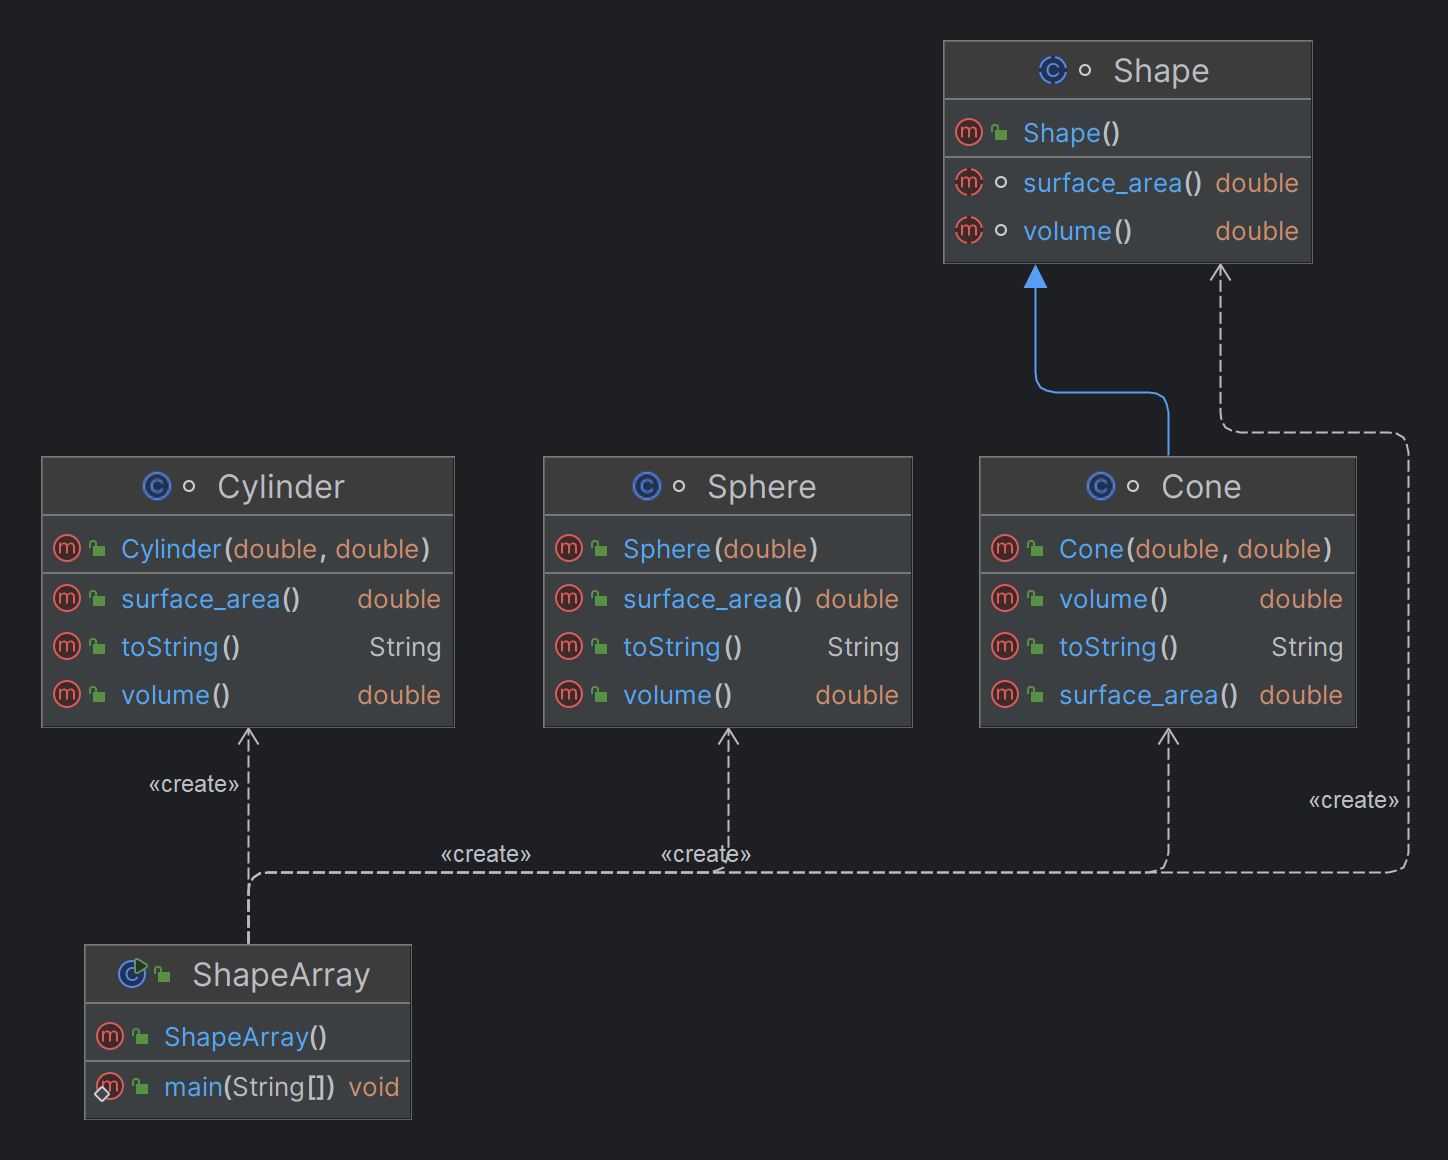 Shape
Shape()
surface_area() double
volume() double
Cylinder
Cylinder(double, double)
surface_area() double
toString() String
volume() double
Sphere
Sphere(double)
surface_area() double
toString() String
volume() double
Cone
Cone(double, double)
volume() double
toString() String
surface_area() double
«create»
«create»
«create»
«create»
ShapeArray
ShapeArray()
main(String[]) void